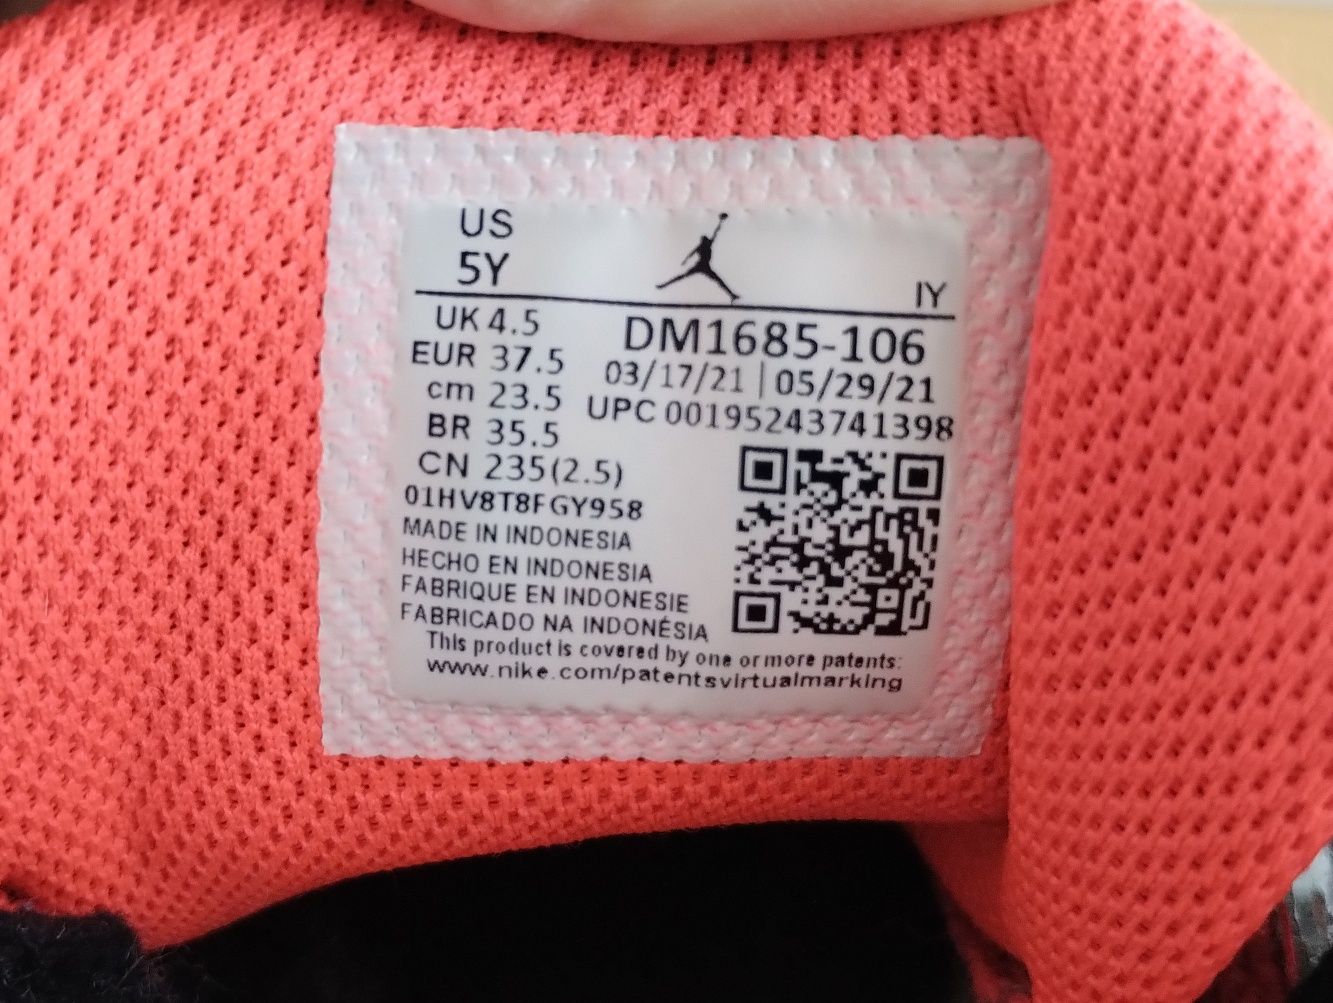 US
5Y
IY
UK 4.5
EUR 37.5
cm 23.5
BR 35.5
CN 235(2.5)
DM1685-106
03/17/21 | 05/29/21
UPC 00195243741398
01HV8T8FGY958
MADE IN INDONESIA
HECHO EN INDONESIA
FABRIQUE EN INDONESIE
FABRICADO NA INDONÉSIA
This product is covered by one or more patents:
www.nike.com/patentsvirtualmarking